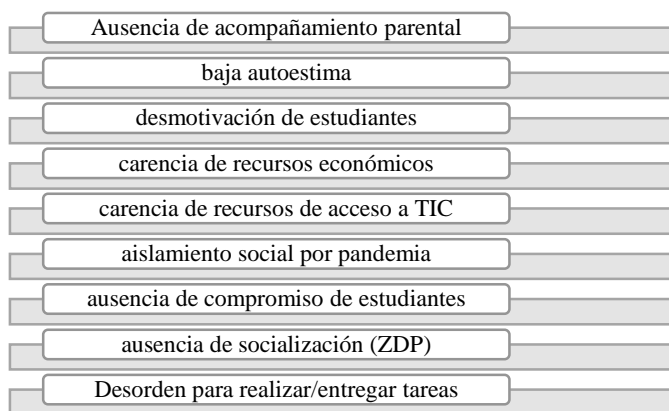 Ausencia de acompañamiento parental
baja autoestima
desmotivación de estudiantes
carencia de recursos económicos
carencia de recursos de acceso a TIC
aislamiento social por pandemia
ausencia de compromiso de estudiantes
ausencia de socialización (ZDP)
Desorden para realizar/entregar tareas